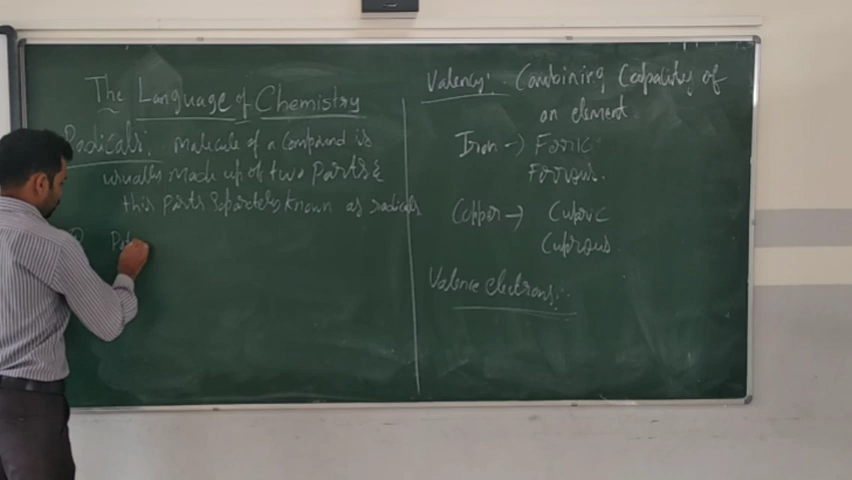 The Language of Chemistry
Radicals: Molecule of a Compound is
usually made up of two parts &
this parts separately known as radicals
Valency: Combining Capacity of
an element
Iron → Ferric
Ferrous.
Copper → Cupric
Cuprous.
Valence electrons: